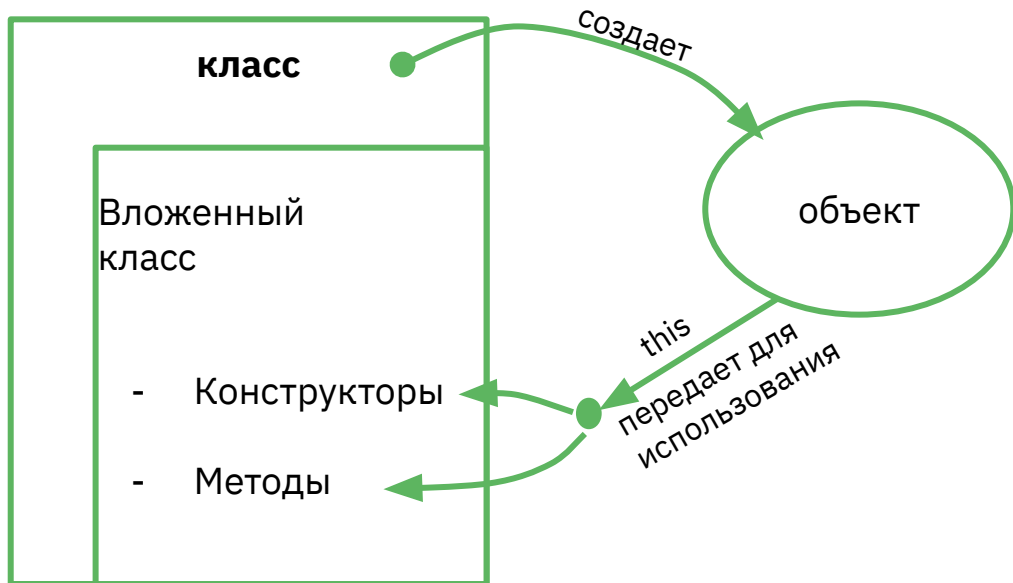 создает
класс
Вложенный
класс
объект
this
передает для
использования
- Конструкторы
- Методы